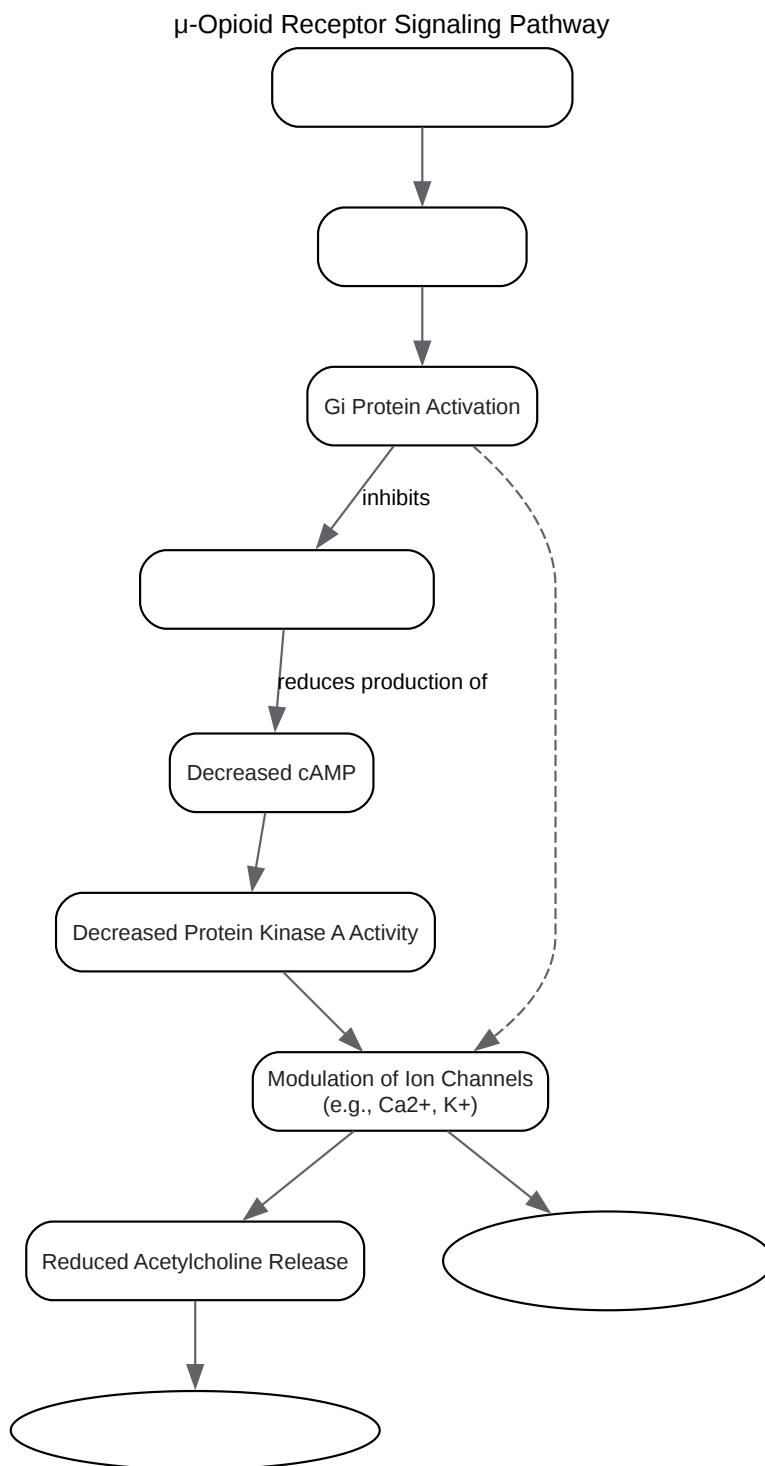 μ-Opioid Receptor Signaling Pathway
Gi Protein Activation
inhibits
reduces production of
Decreased cAMP
Decreased Protein Kinase A Activity
Modulation of Ion Channels
(e.g., Ca2+, K+)
Reduced Acetylcholine Release